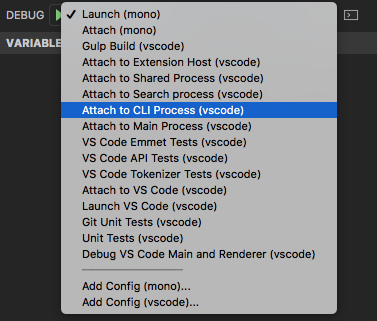 DEBUG
✓ Launch (mono)
Attach (mono)
Gulp Build (vscode)
Attach to Extension Host (vscode)
Attach to Shared Process (vscode)
Attach to Search process (vscode)
Attach to CLI Process (vscode)
Attach to Main Process (vscode)
VS Code Emmet Tests (vscode)
VS Code API Tests (vscode)
VS Code Tokenizer Tests (vscode)
Attach to VS Code (vscode)
Launch VS Code (vscode)
Git Unit Tests (vscode)
Unit Tests (vscode)
Debug VS Code Main and Renderer (vscode)
Add Config (mono)...
Add Config (vscode)...
VARIABLE